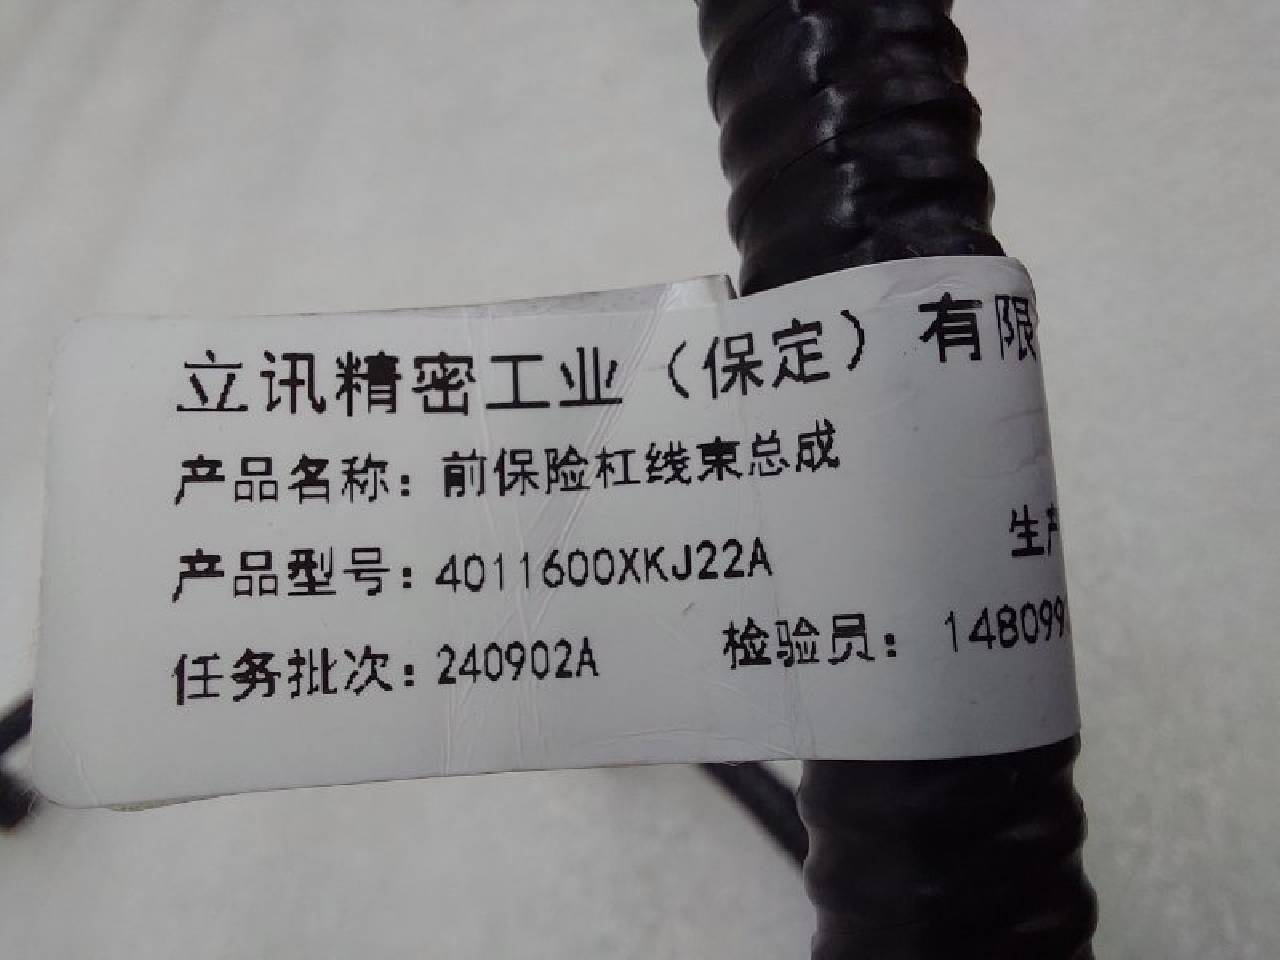 立讯精密工业（保定）有限
产品名称：前保险杠线束总成
产品型号：4011600XKJ22A 生产
任务批次：240902A 检验员：148099